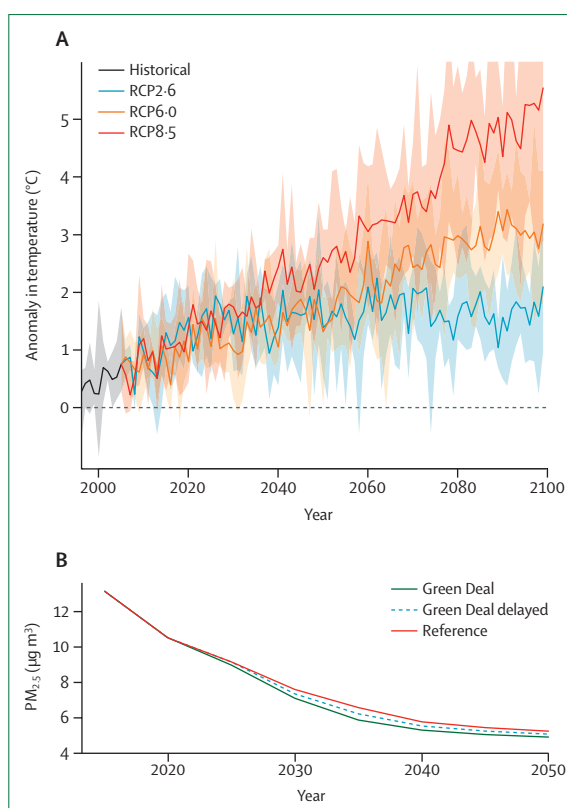 A
Historical
RCP2·6
RCP6·0
RCP8·5
Anomaly in temperature (°C)
5
4
3
2
1
0
2000 2020 2040 2060 2080 2100
Year
B
Green Deal
Green Deal delayed
Reference
PM2.5 (μg m³)
12
10
8
6
4
2020 2030 2040 2050
Year